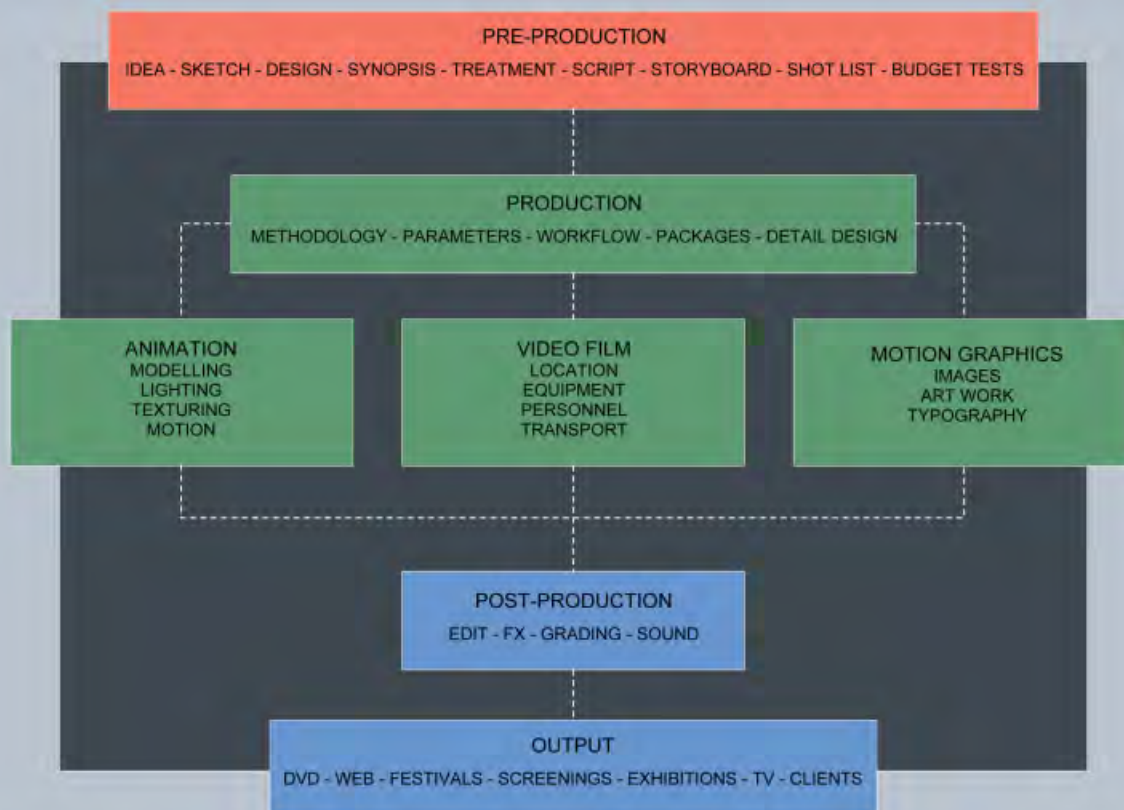 PRE-PRODUCTION
IDEA - SKETCH - DESIGN - SYNOPSIS - TREATMENT - SCRIPT - STORYBOARD - SHOT LIST - BUDGET TESTS
PRODUCTION
METHODOLOGY - PARAMETERS - WORKFLOW - PACKAGES - DETAIL DESIGN
ANIMATION
MODELLING
LIGHTING
TEXTURING
MOTION
VIDEO FILM
LOCATION
EQUIPMENT
PERSONNEL
TRANSPORT
MOTION GRAPHICS
IMAGES
ART WORK
TYPOGRAPHY
POST-PRODUCTION
EDIT - FX - GRADING - SOUND
OUTPUT
DVD - WEB - FESTIVALS - SCREENINGS - EXHIBITIONS - TV - CLIENTS